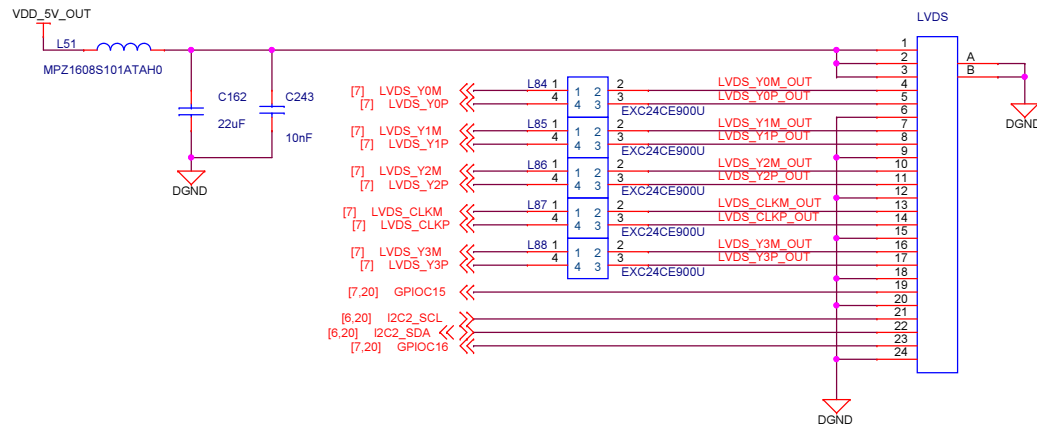 VDD_5V_OUT
LVDS
L51
MPZ1608S101ATAH0
C162
22uF
C243
10nF
DGND
[7] LVDS_Y0M
[7] LVDS_Y0P
L84 1 1 2 2 LVDS_Y0M_OUT
4 4 3 3 LVDS_Y0P_OUT
EXC24CE900U
[7] LVDS_Y1M
[7] LVDS_Y1P
L85 1 1 2 2 LVDS_Y1M_OUT
4 4 3 3 LVDS_Y1P_OUT
EXC24CE900U
[7] LVDS_Y2M
[7] LVDS_Y2P
L86 1 1 2 2 LVDS_Y2M_OUT
4 4 3 3 LVDS_Y2P_OUT
EXC24CE900U
[7] LVDS_CLKM
[7] LVDS_CLKP
L87 1 1 2 2 LVDS_CLKM_OUT
4 4 3 3 LVDS_CLKP_OUT
EXC24CE900U
[7] LVDS_Y3M
[7] LVDS_Y3P
L88 1 1 2 2 LVDS_Y3M_OUT
4 4 3 3 LVDS_Y3P_OUT
EXC24CE900U
[7,20] GPIOC15
[6,20] I2C2_SCL
[6,20] I2C2_SDA
[7,20] GPIOC16
1
2
3
4
5
6
7
8
9
10
11
12
13
14
15
16
17
18
19
20
21
22
23
24
A
B
DGND
DGND